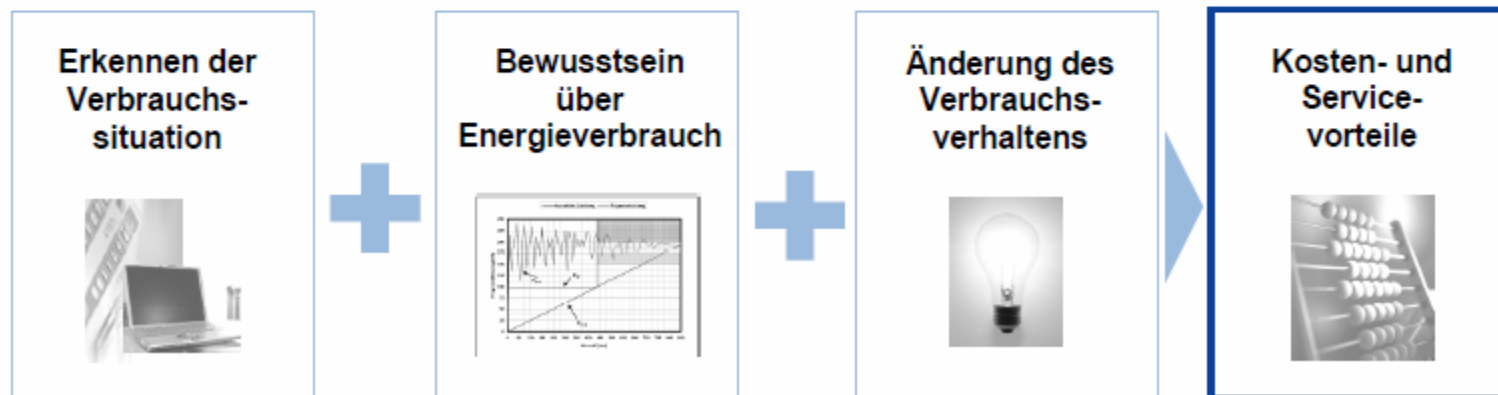 Erkennen der
Verbrauchs-
situation
Bewusstsein
über
Energieverbrauch
Änderung des
Verbrauchs-
verhaltens
Kosten- und
Service-
vorteile